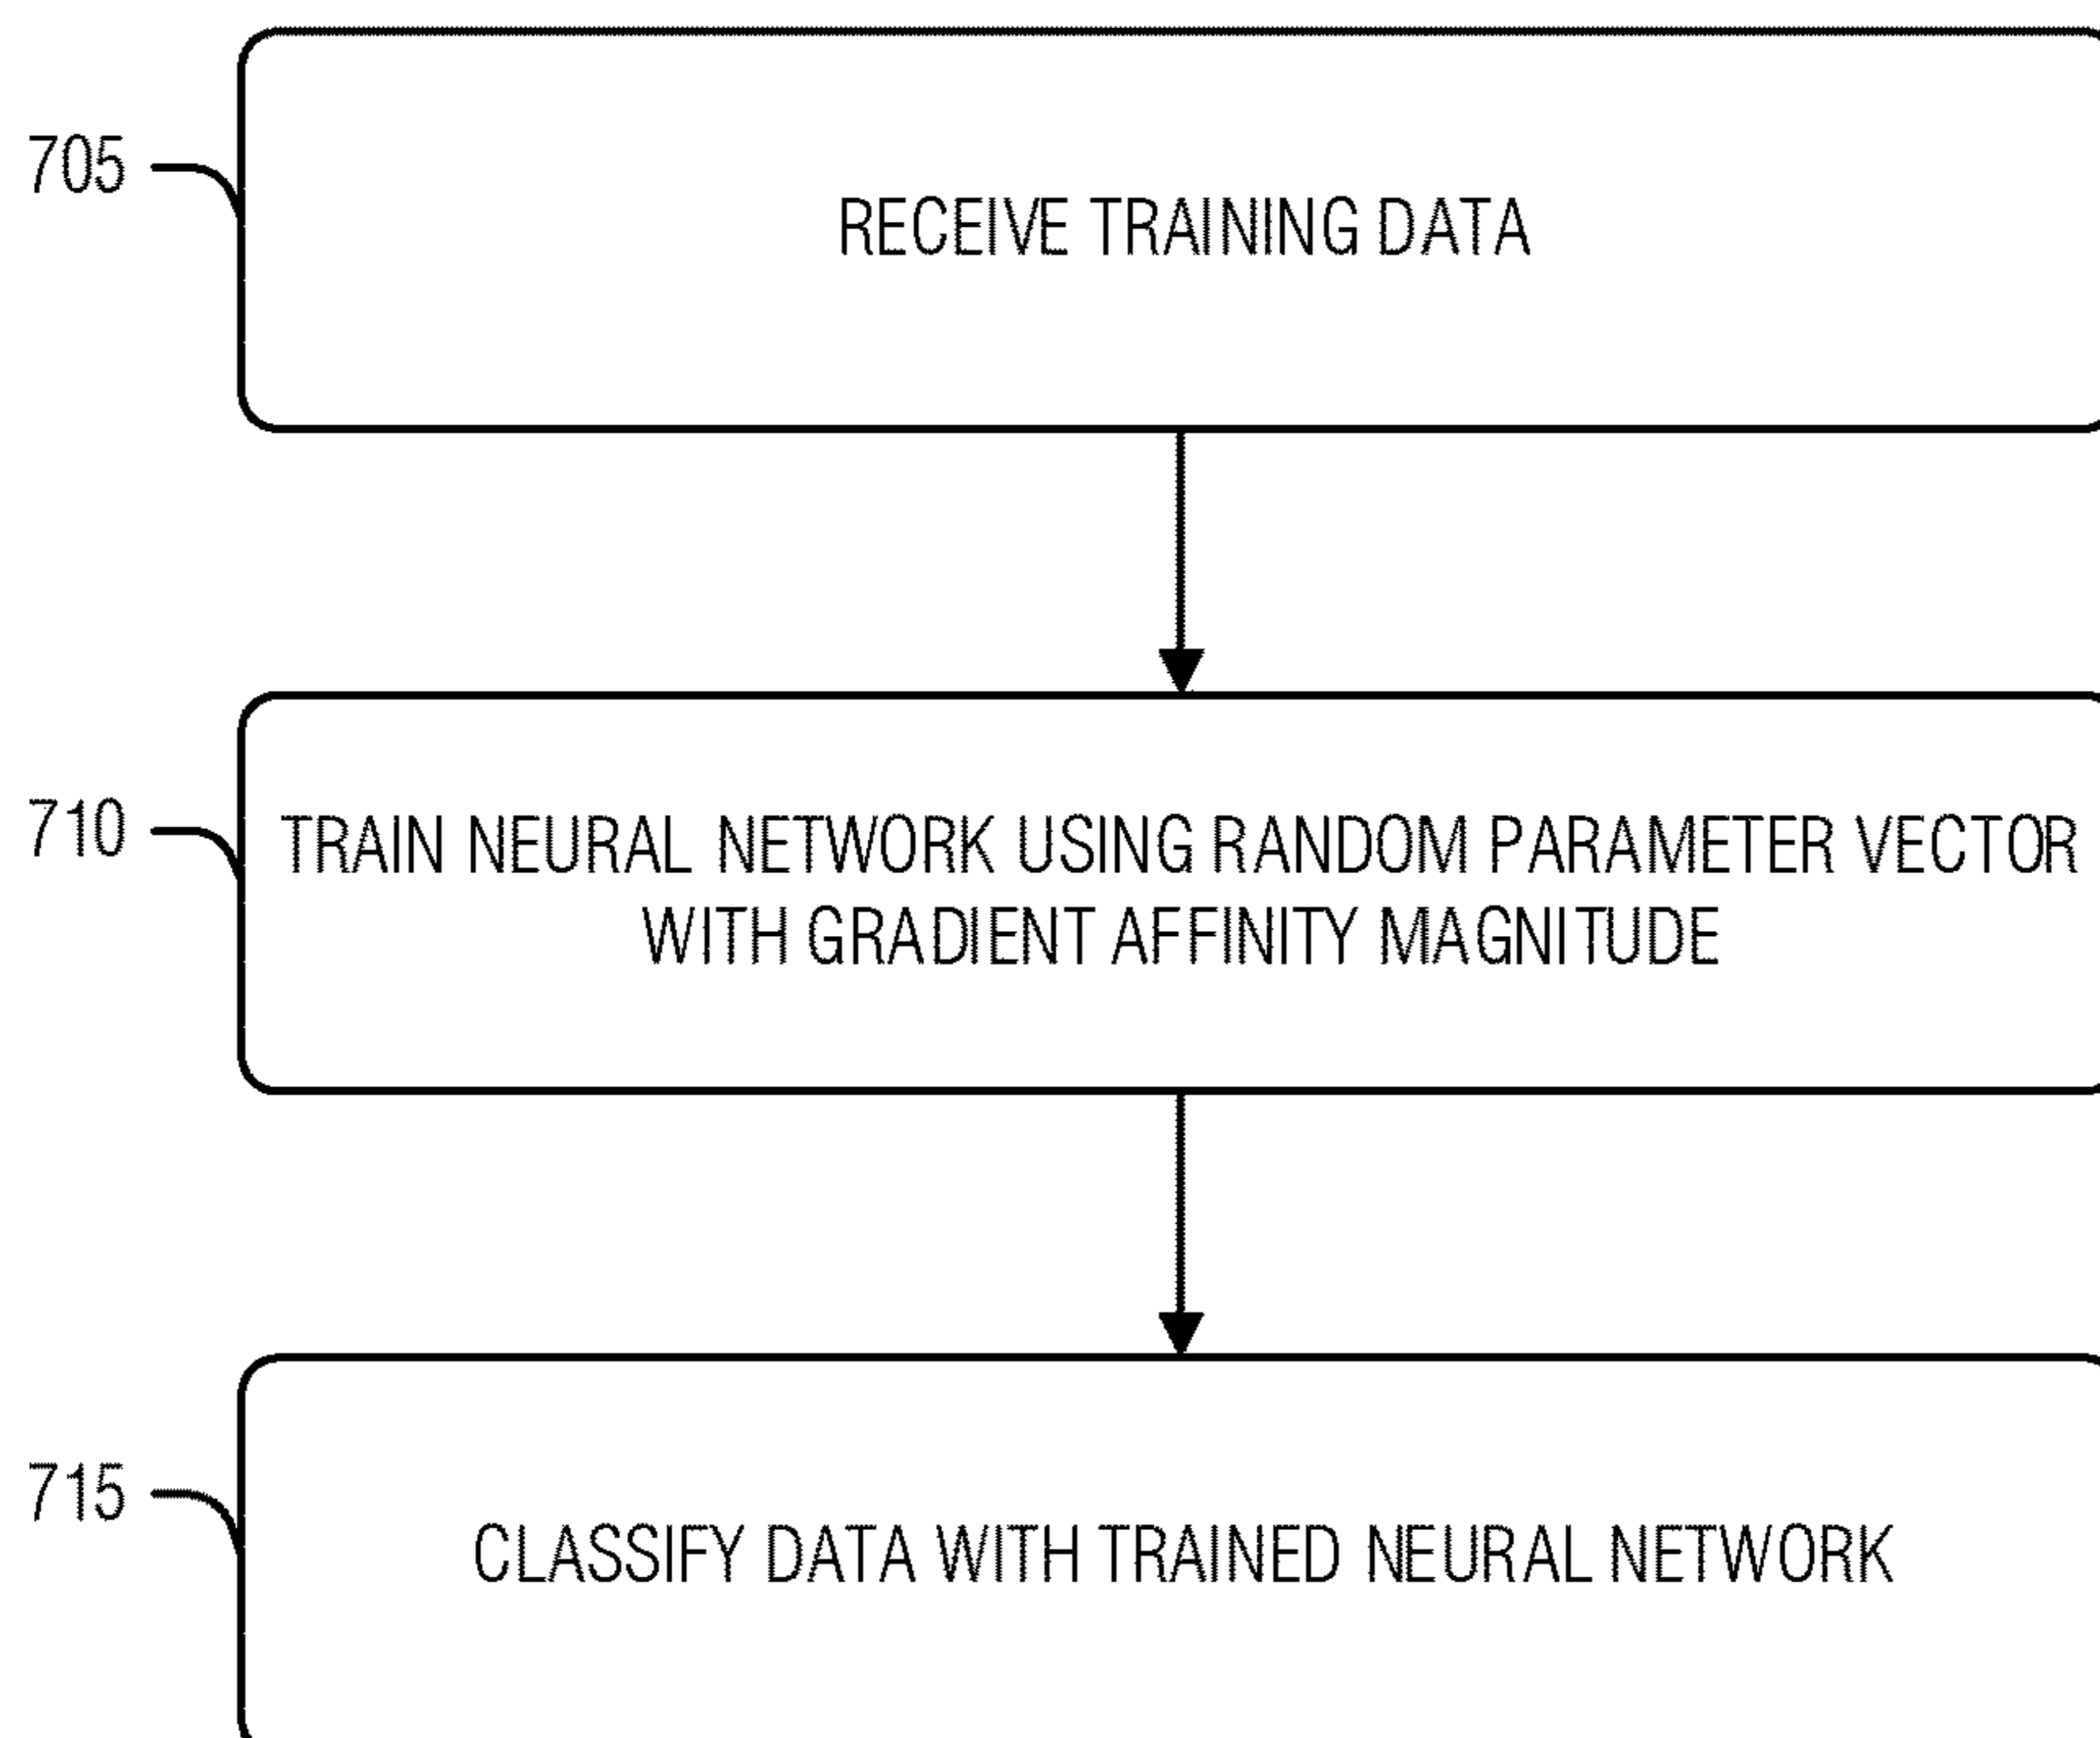 705
RECEIVE TRAINING DATA
710
TRAIN NEURAL NETWORK USING RANDOM PARAMETER VECTOR
WITH GRADIENT AFFINITY MAGNITUDE
715
CLASSIFY DATA WITH TRAINED NEURAL NETWORK